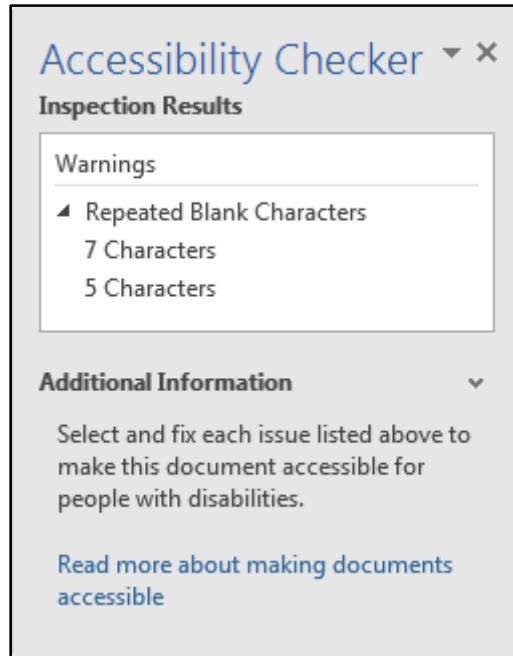 Accessibility Checker
Inspection Results
Warnings
Repeated Blank Characters
7 Characters
5 Characters
Additional Information
Select and fix each issue listed above to
make this document accessible for
people with disabilities.
Read more about making documents
accessible